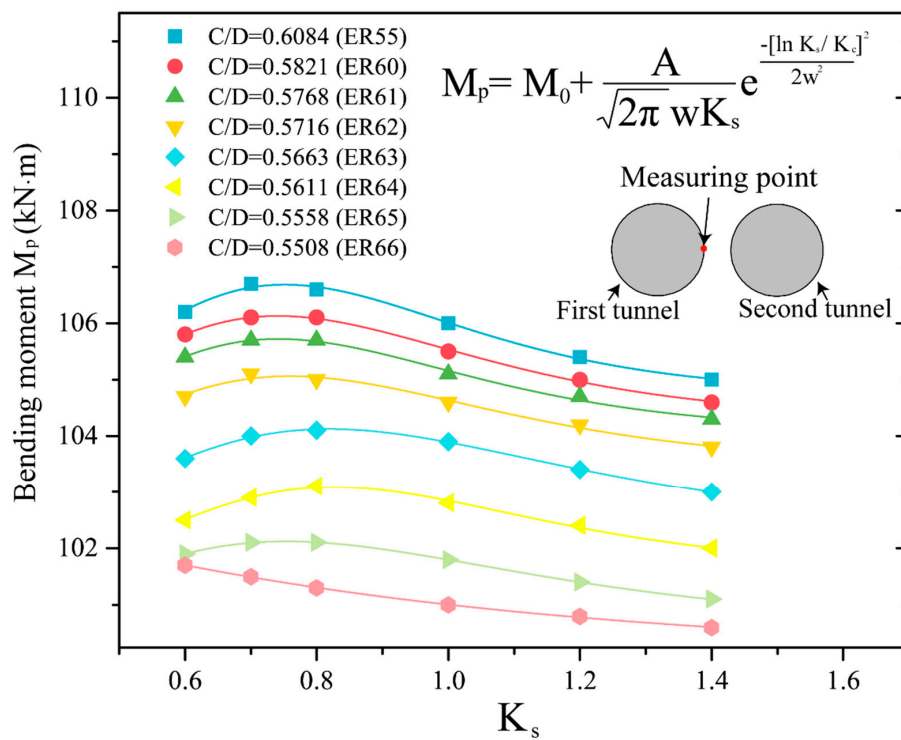 C/D=0.6084 (ER55)
C/D=0.5821 (ER60)
C/D=0.5768 (ER61)
C/D=0.5716 (ER62)
C/D=0.5663 (ER63)
C/D=0.5611 (ER64)
C/D=0.5558 (ER65)
C/D=0.5508 (ER66)
Mₚ= M₀+ A/(√2π wKₛ) e^(-[ln Kₛ/ K꜀]²/2w²)
Measuring point
First tunnel
Second tunnel
Bending moment Mₚ (kN·m)
110
108
106
104
102
0.6 0.8 1.0 1.2 1.4 1.6
Kₛ